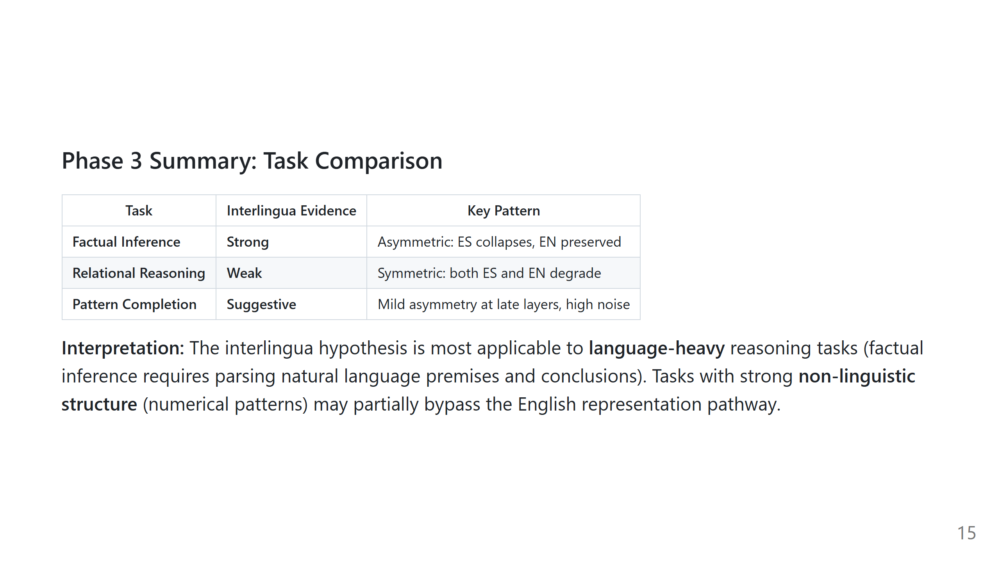 Phase 3 Summary: Task Comparison
Task Interlingua Evidence Key Pattern
Factual Inference Strong Asymmetric: ES collapses, EN preserved
Relational Reasoning Weak Symmetric: both ES and EN degrade
Pattern Completion Suggestive Mild asymmetry at late layers, high noise
Interpretation: The interlingua hypothesis is most applicable to language-heavy reasoning tasks (factual
inference requires parsing natural language premises and conclusions). Tasks with strong non-linguistic
structure (numerical patterns) may partially bypass the English representation pathway.
15